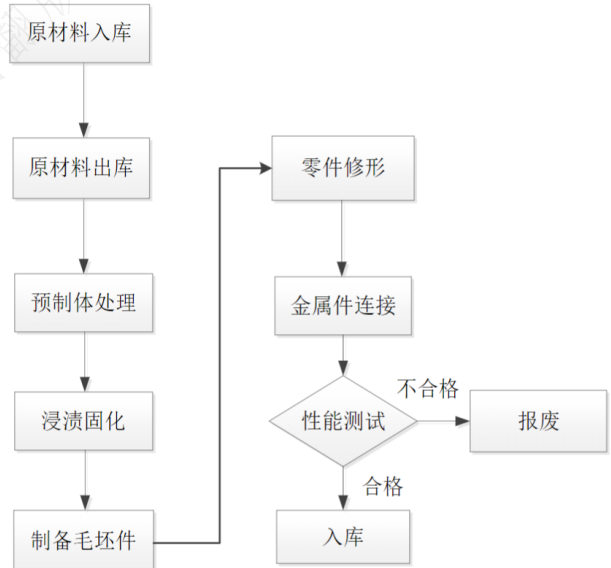 原材料入库
原材料出库
预制体处理
浸渍固化
制备毛坯件
零件修形
金属件连接
性能测试
不合格
报废
合格
入库